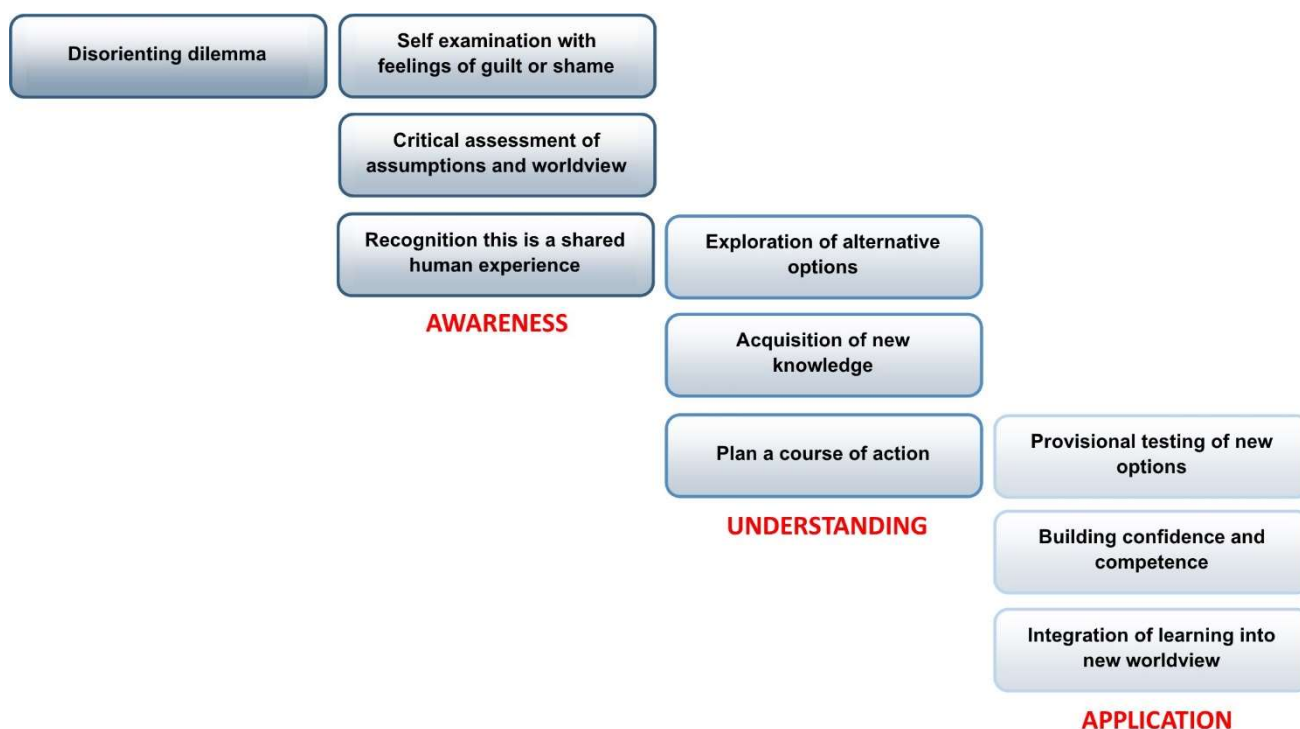 Disorienting dilemma
Self examination with
feelings of guilt or shame
Critical assessment of
assumptions and worldview
Recognition this is a shared
human experience
AWARENESS
Exploration of alternative
options
Acquisition of new
knowledge
Plan a course of action
UNDERSTANDING
Provisional testing of new
options
Building confidence and
competence
Integration of learning into
new worldview
APPLICATION